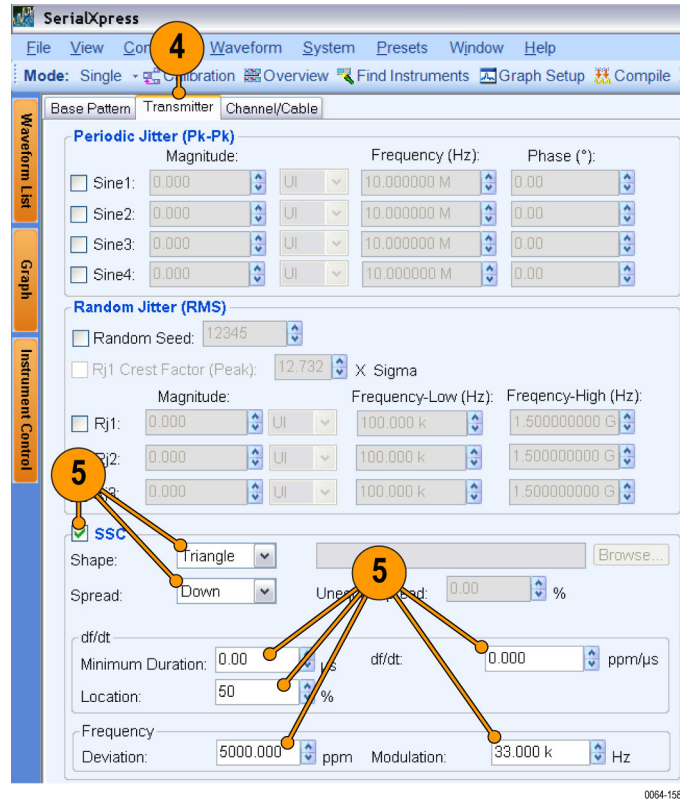 SerialXpress
File View Con 4 Waveform System Presets Window Help
Mode: Single bration Overview Find Instruments Graph Setup Compile
Base Pattern Transmitter Channel/Cable
Waveform List
Graph
Instrument Control
Periodic Jitter (Pk-Pk)
Magnitude: Frequency (Hz): Phase (°):
Sine1: 0.000 UI 10.000000 M 0.00
Sine2: 0.000 UI 10.000000 M 0.00
Sine3: 0.000 UI 10.000000 M 0.00
Sine4: 0.000 UI 10.000000 M 0.00
Random Jitter (RMS)
Random Seed: 12345
Rj1 Crest Factor (Peak): 12.732 X Sigma
Magnitude: Frequency-Low (Hz): Freqency-High (Hz):
Rj1: 0.000 UI 100.000 k 1.500000000 G
Rj2: 0.000 UI 100.000 k 1.500000000 G
5
0.000 UI 100.000 k 1.500000000 G
SSC
Shape: Triangle Browse...
5
Spread: Down 0.00 %
df/dt
Minimum Duration: 0.00 µs df/dt: 0.000 ppm/µs
Location: 50 %
Frequency
Deviation: 5000.000 ppm Modulation: 33.000 k Hz
0064-158